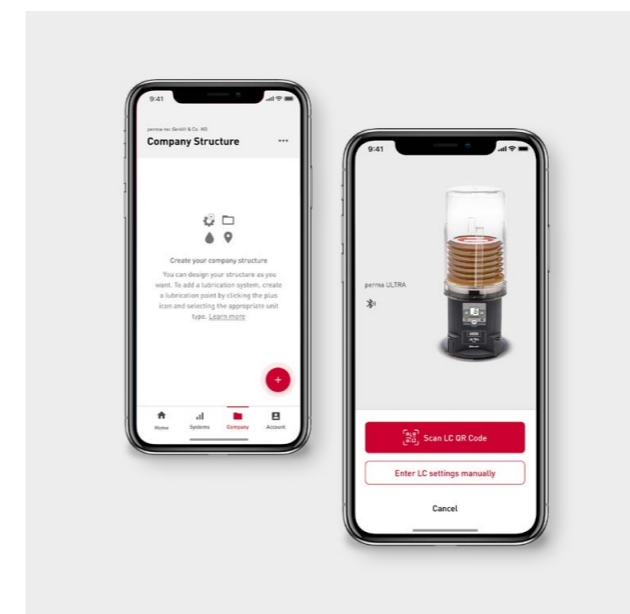 9:41
perma-tec GmbH & Co. KG
Company Structure
Create your company structure
You can design your structure as you
want. To add a lubrication system, create
a lubrication point by clicking the plus
icon and selecting the appropriate unit
type. Learn more
Home
Systems
Company
Account
9:41
perma ULTRA
Scan LC QR Code
Enter LC settings manually
Cancel